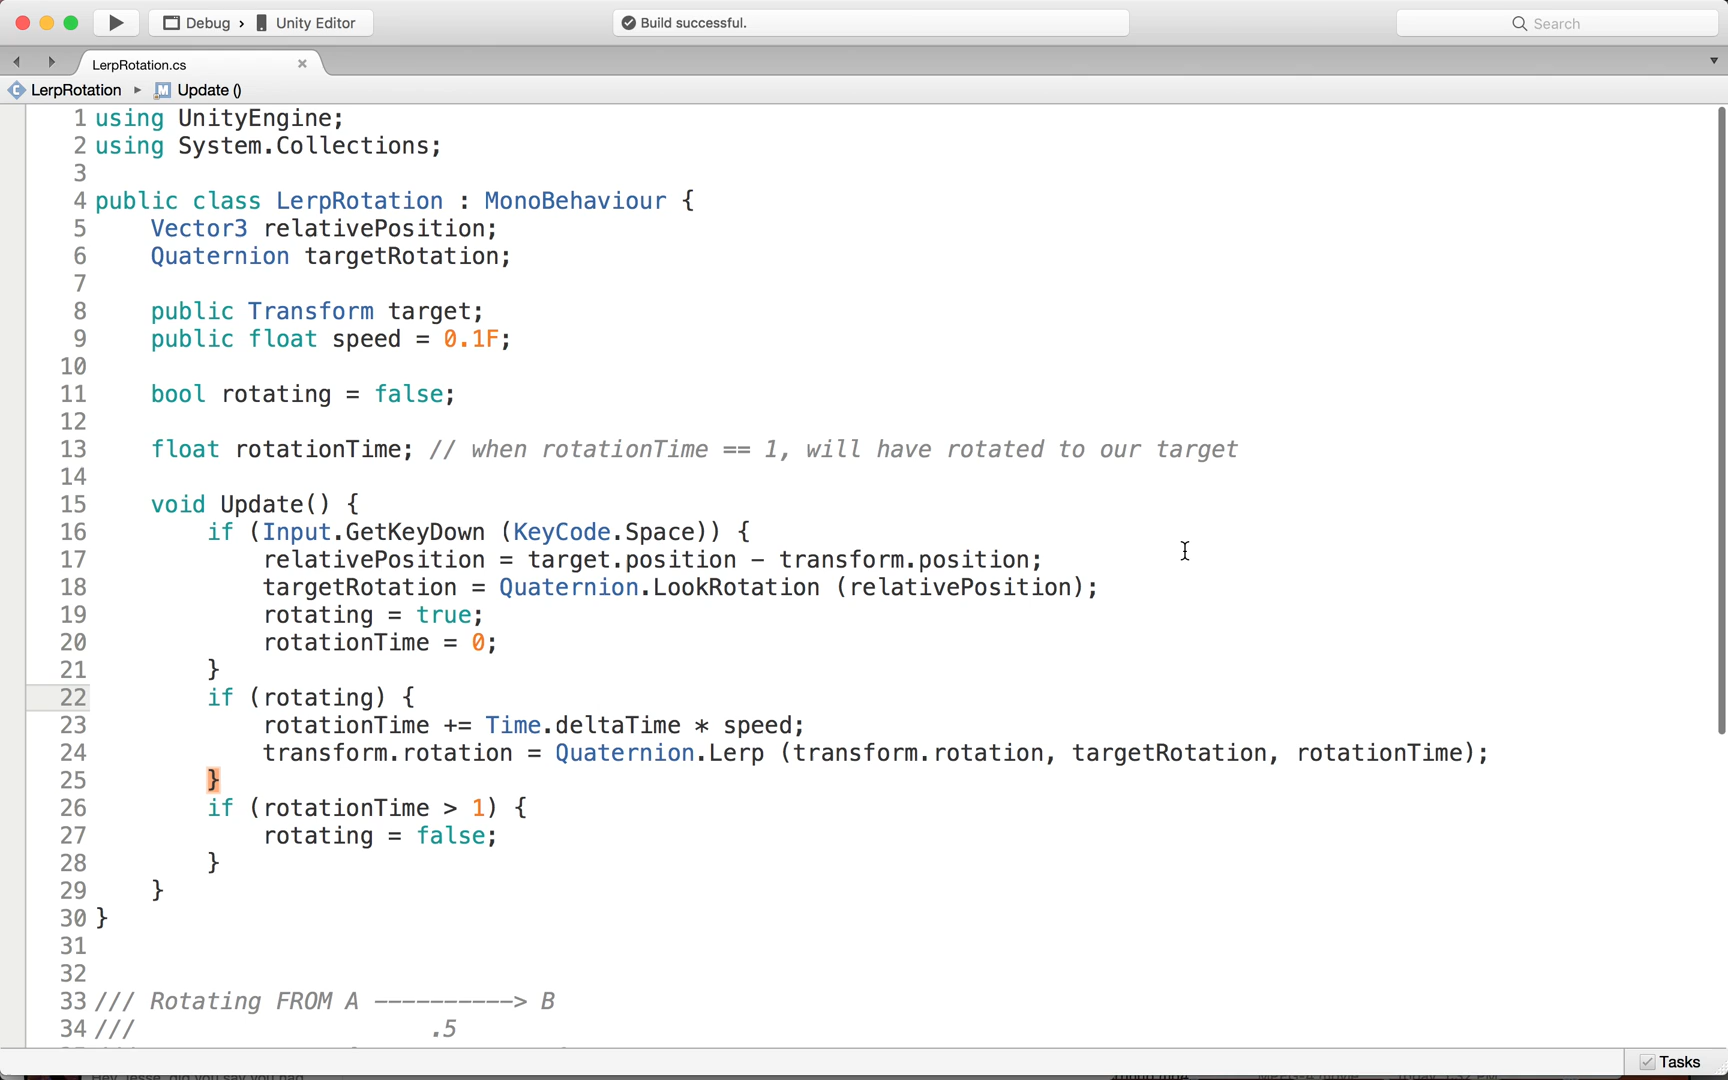 Debug › Unity Editor
Build successful.
Search
LerpRotation.cs
LerpRotation ▸ Update ()
1 using UnityEngine;
2 using System.Collections;
3
4 public class LerpRotation : MonoBehaviour {
5 Vector3 relativePosition;
6 Quaternion targetRotation;
7
8 public Transform target;
9 public float speed = 0.1F;
10
11 bool rotating = false;
12
13 float rotationTime; // when rotationTime == 1, will have rotated to our target
14
15 void Update() {
16 if (Input.GetKeyDown (KeyCode.Space)) {
17 relativePosition = target.position - transform.position;
18 targetRotation = Quaternion.LookRotation (relativePosition);
19 rotating = true;
20 rotationTime = 0;
21 }
22 if (rotating) {
23 rotationTime += Time.deltaTime * speed;
24 transform.rotation = Quaternion.Lerp (transform.rotation, targetRotation, rotationTime);
25 }
26 if (rotationTime > 1) {
27 rotating = false;
28 }
29 }
30 }
31
32
33 /// Rotating FROM A ----------> B
34 /// .5
Tasks